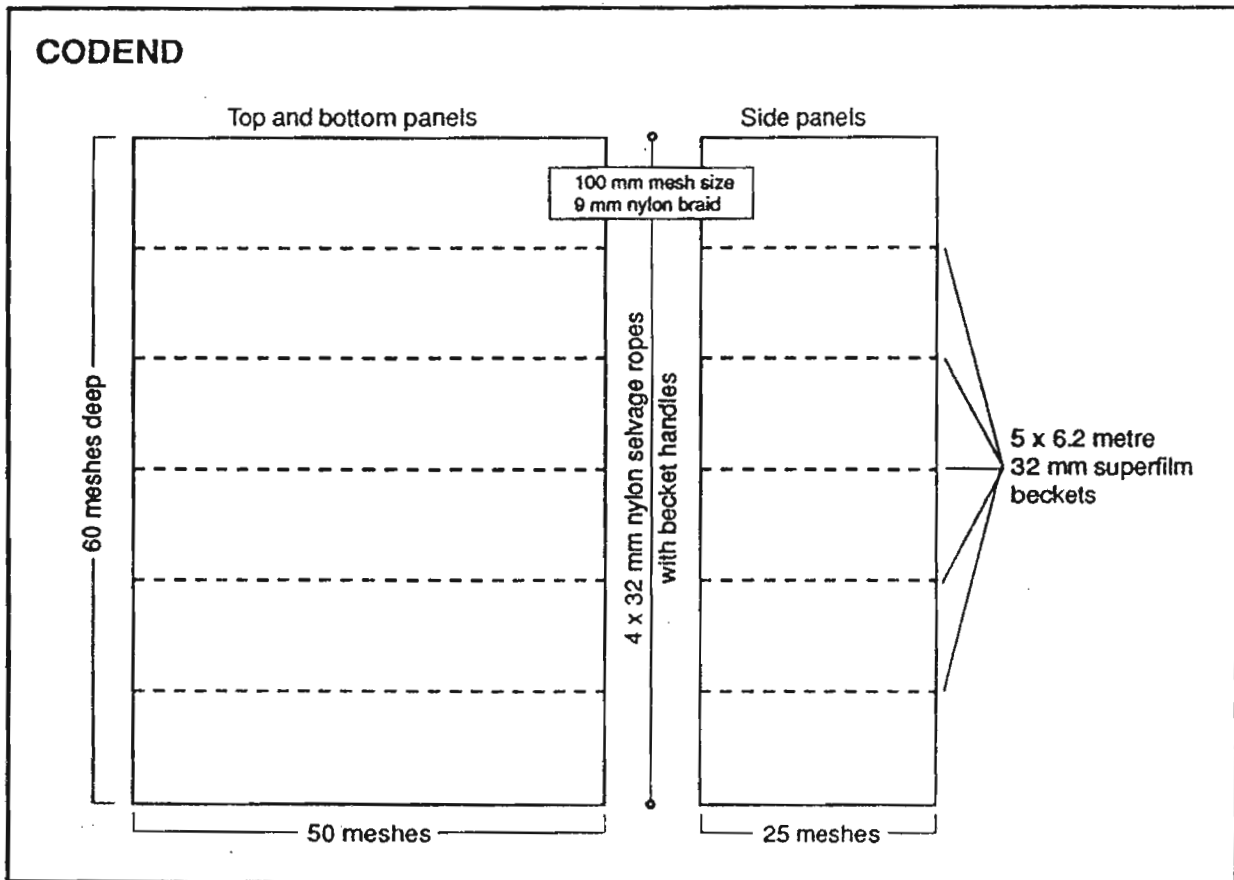 CODEND
Top and bottom panels
Side panels
100 mm mesh size
9 mm nylon braid
60 meshes deep
4 x 32 mm nylon selvage ropes
with becket handles
5 x 6.2 metre
32 mm superfilm
beckets
50 meshes
25 meshes